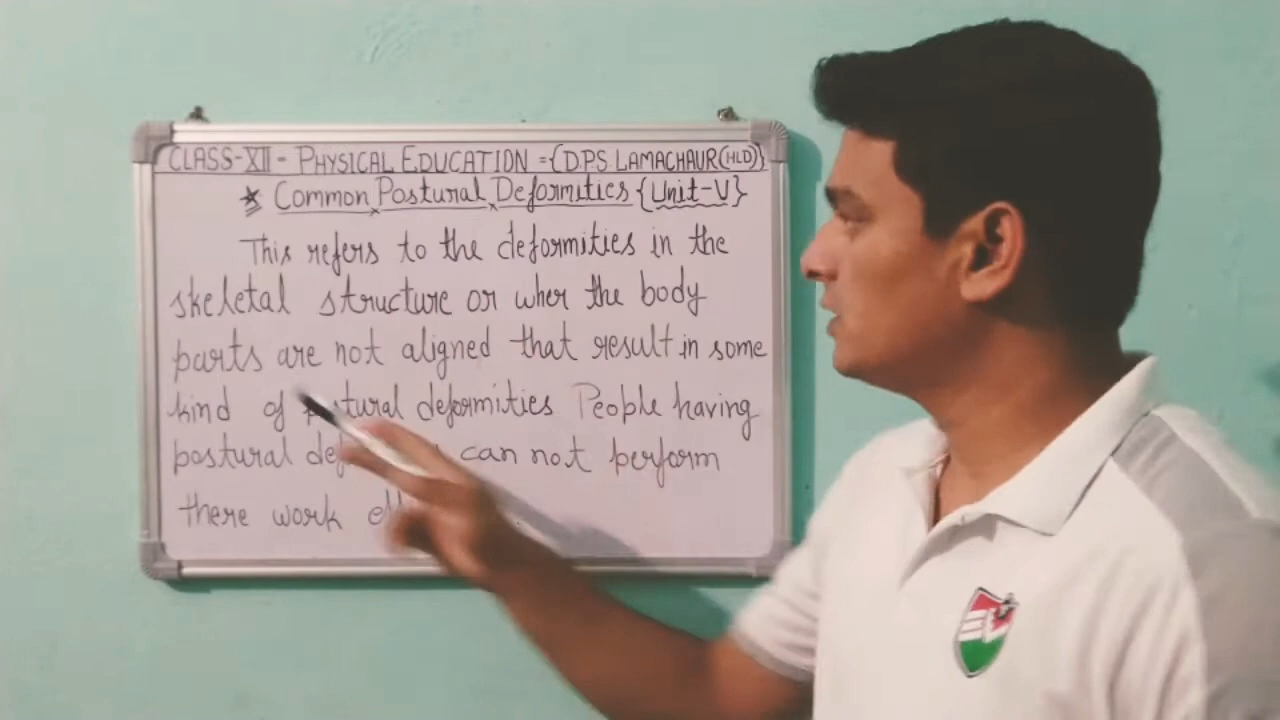 CLASS-XII - PHYSICAL EDUCATION = {D.P.S. LAMACHAUR(HLD)}
* Common Postural Deformities {Unit-V}
This refers to the deformities in the
skeletal structure or wher the body
parts are not aligned that result in some
kind of postural deformities People having
postural can not perform
there work